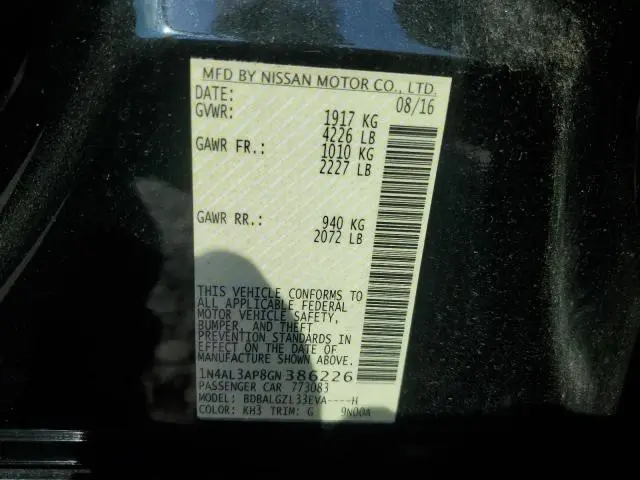 MFD BY NISSAN MOTOR CO., LTD.
DATE: 08/16
GVWR: 1917 KG
4226 LB
GAWR FR.: 1010 KG
2227 LB
GAWR RR.: 940 KG
2072 LB
THIS VEHICLE CONFORMS TO
ALL APPLICABLE FEDERAL
MOTOR VEHICLE SAFETY,
BUMPER, AND THEFT
PREVENTION STANDARDS IN
EFFECT ON THE DATE OF
MANUFACTURE SHOWN ABOVE.
1N4AL3AP8GN386226
PASSENGER CAR 773083
MODEL: BDBALGZL33EVA----H
COLOR: KH3 TRIM: G 9N00A